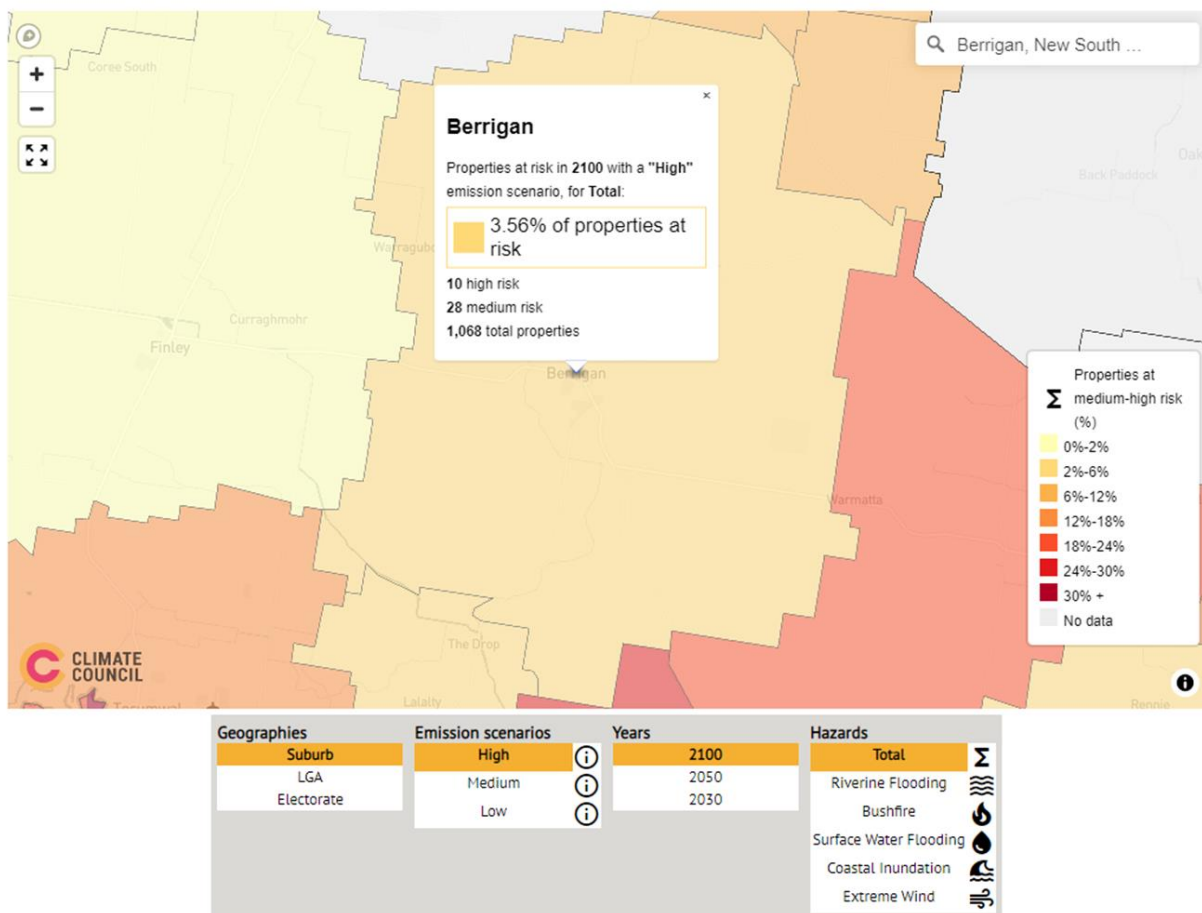 Berrigan, New South …
Coree South
+
−
×
Berrigan
Properties at risk in 2100 with a "High"
emission scenario, for Total:
3.56% of properties at
risk
10 high risk
28 medium risk
1,068 total properties
Back Paddock
Curraghmohr
Finley
Berrigan
Warmatta
The Drop
Lalalty
Rennie
Σ
Properties at
medium-high risk
(%)
0%-2%
2%-6%
6%-12%
12%-18%
18%-24%
24%-30%
30% +
No data
CLIMATE
COUNCIL
Geographies
Suburb
LGA
Electorate
Emission scenarios
High
Medium
Low
Years
2100
2050
2030
Hazards
Total Σ
Riverine Flooding
Bushfire
Surface Water Flooding
Coastal Inundation
Extreme Wind